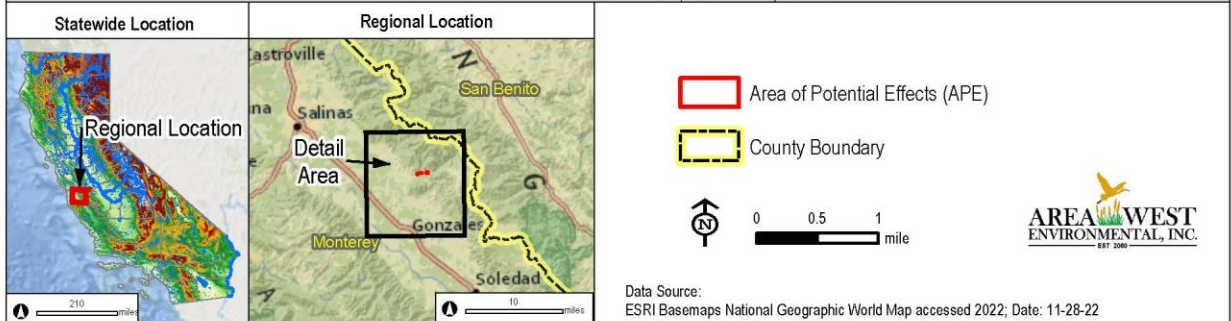 Statewide Location
Regional Location
210
miles
Regional Location
Castroville
San Benito
Salinas
Detail
Area
Gonzales
Monterey
Soledad
N
G
A
10
miles
Area of Potential Effects (APE)
County Boundary
N
0 0.5 1
mile
AREA WEST
ENVIRONMENTAL, INC.
EST 2000
Data Source:
ESRI Basemaps National Geographic World Map accessed 2022; Date: 11-28-22